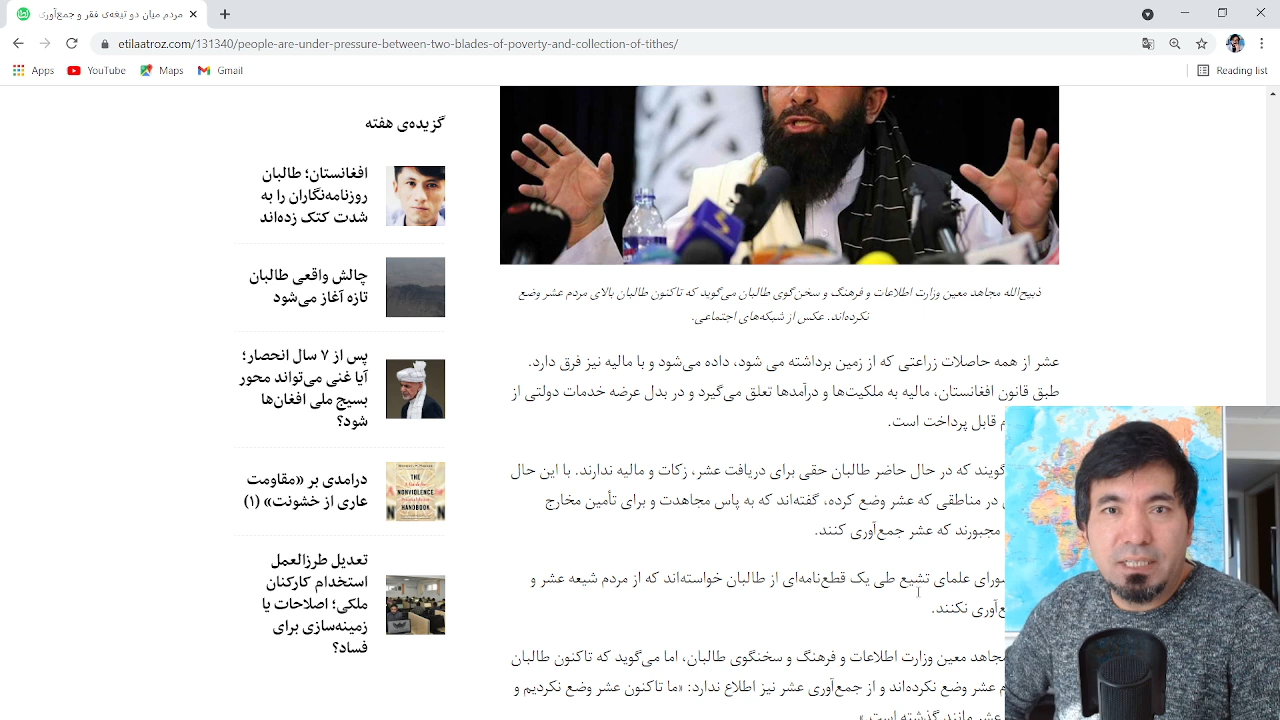 مردم میان دو تیغه‌ی فقر و جمع‌آوری
etilaatroz.com/131340/people-under-pressure-between-two-blades-of-poverty-and-collection-of-tithes/
Apps YouTube Maps Gmail Reading list
ذبیح‌الله مجاهد معین وزارت اطلاعات و فرهنگ و سخن‌گوی طالبان می‌گوید که تاکنون طالبان بالای مردم عشر وضع
نکرده‌اند. عکس از شبکه‌های اجتماعی.
عشر از همه حاصلات زراعتی که از زمین برداشته می شود، داده می‌شود و با مالیه نیز فرق دارد.
طبق قانون افغانستان، مالیه به ملکیت‌ها و درآمدها تعلق می‌گیرد و در بدل عرضه خدمات دولتی از
قابل پرداخت است.
گویند که در حال حاضر طالبان حقی برای دریافت عشر، زکات و مالیه ندارند. با این حال
در مناطقی که عشر وضع کرده، گفته‌اند که به پاس مجاهدت و برای تأمین مخارج
مجبورند که عشر جمع‌آوری کنند.
شورای علمای تشیع طی یک قطع‌نامه‌ای از طالبان خواسته‌اند که از مردم شیعه عشر و
آوری نکنند.
مجاهد معین وزارت اطلاعات و فرهنگ و سخنگوی طالبان، اما می‌گوید که تاکنون طالبان
عشر وضع نکرده‌اند و از جمع‌آوری عشر نیز اطلاع ندارد: «ما تاکنون عشر وضع نکردیم و
عشر مانند گذشته است.»
گزیده‌ی هفته
افغانستان؛ طالبان
روزنامه‌نگاران را به
شدت کتک زده‌اند
چالش واقعی طالبان
تازه آغاز می‌شود
پس از ۷ سال انحصار؛
آیا غنی می‌تواند محور
بسیج ملی افغان‌ها
شود؟
THE
NONVIOLENCE
HANDBOOK
درامدی بر «مقاومت
عاری از خشونت» (۱)
تعدیل طرزالعمل
استخدام کارکنان
ملکی؛ اصلاحات یا
زمینه‌سازی برای
فساد؟